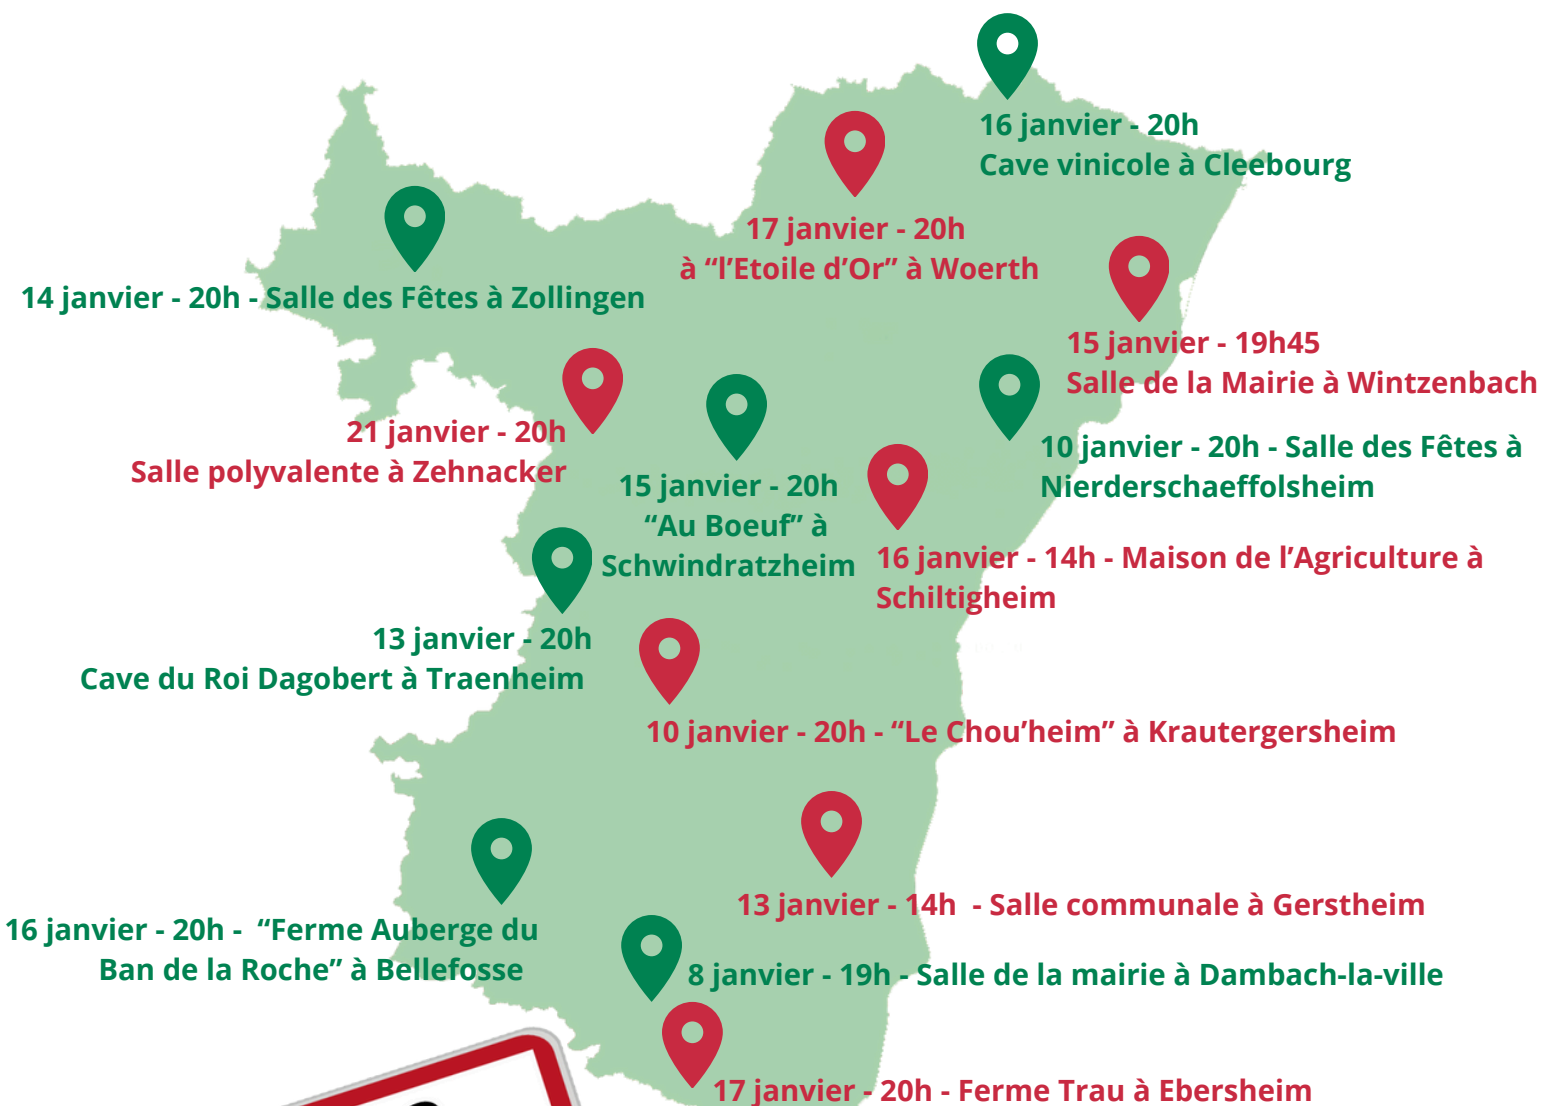 16 janvier - 20h
Cave vinicole à Cleebourg
17 janvier - 20h
à “l’Etoile d’Or” à Woerth
14 janvier - 20h - Salle des Fêtes à Zollingen
15 janvier - 19h45
Salle de la Mairie à Wintzenbach
21 janvier - 20h
Salle polyvalente à Zehnacker
10 janvier - 20h - Salle des Fêtes à
Nierderschaeffolsheim
15 janvier - 20h
“Au Boeuf” à
Schwindratzheim
16 janvier - 14h - Maison de l’Agriculture à
Schiltigheim
13 janvier - 20h
Cave du Roi Dagobert à Traenheim
10 janvier - 20h - “Le Chou’heim” à Krautergersheim
13 janvier - 14h  - Salle communale à Gerstheim
16 janvier - 20h -  “Ferme Auberge du
Ban de la Roche” à Bellefosse
8 janvier - 19h - Salle de la mairie à Dambach-la-ville
17 janvier - 20h - Ferme Trau à Ebersheim